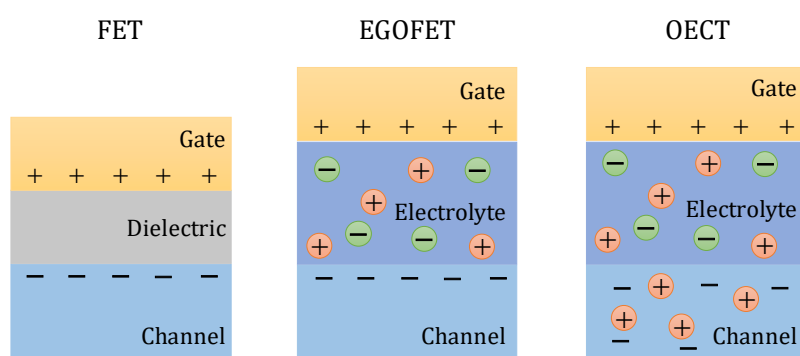 FET
EGOFET
OECT
Gate
+ + + + +
Dielectric
− − − − −
Channel
Gate
+ + + + +
− + −
+
Electrolyte
+ − − +
− − − − −
Channel
Gate
+ + + + +
− + −
+
Electrolyte
+ − − +
− + − + −
+ +
− −
Channel